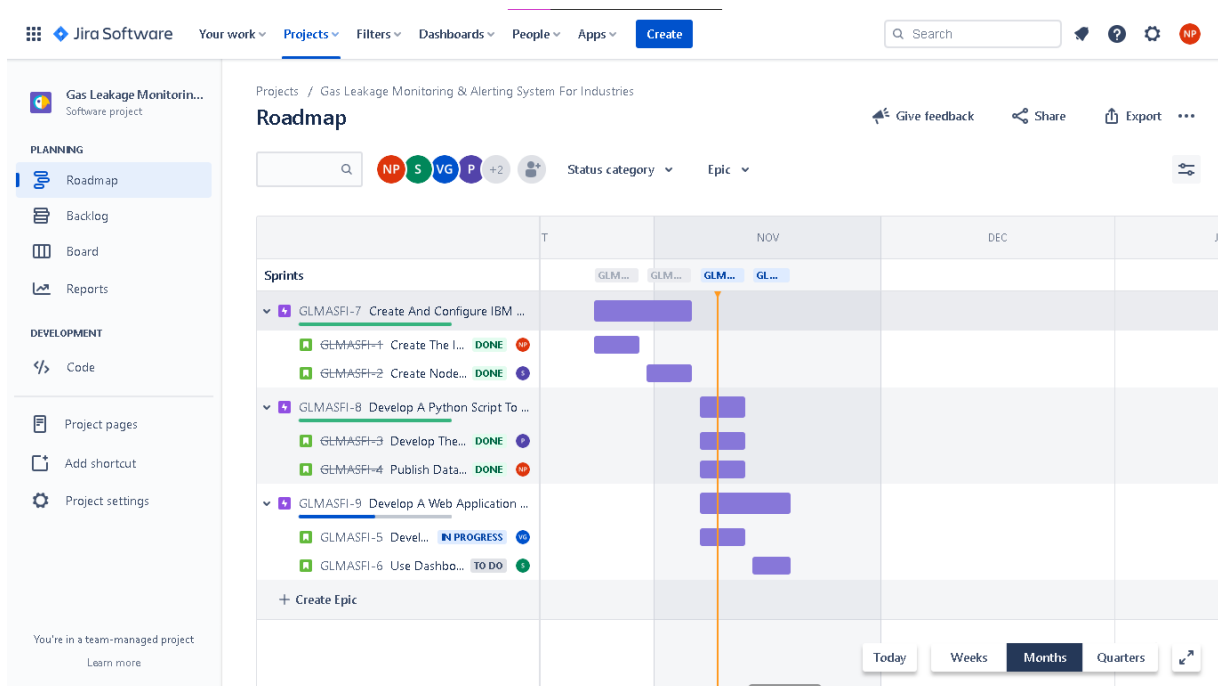 Jira Software Your work Projects Filters Dashboards People Apps Create Search NP
Gas Leakage Monitorin...
Software project
PLANNING
Roadmap
Backlog
Board
Reports
DEVELOPMENT
Code
Project pages
Add shortcut
Project settings
You're in a team-managed project
Learn more
Projects / Gas Leakage Monitoring & Alerting System For Industries
Roadmap
Give feedback Share Export
NP S VG P +2 Status category Epic
T NOV DEC J
Sprints GLM... GLM... GLM... GL...
GLMASFI-7 Create And Configure IBM ...
GLMASFI-1 Create The I... DONE NP
GLMASFI-2 Create Node... DONE S
GLMASFI-8 Develop A Python Script To ...
GLMASFI-3 Develop The... DONE P
GLMASFI-4 Publish Data... DONE NP
GLMASFI-9 Develop A Web Application ...
GLMASFI-5 Devel... IN PROGRESS VG
GLMASFI-6 Use Dashbo... TO DO S
+ Create Epic
Today Weeks Months Quarters